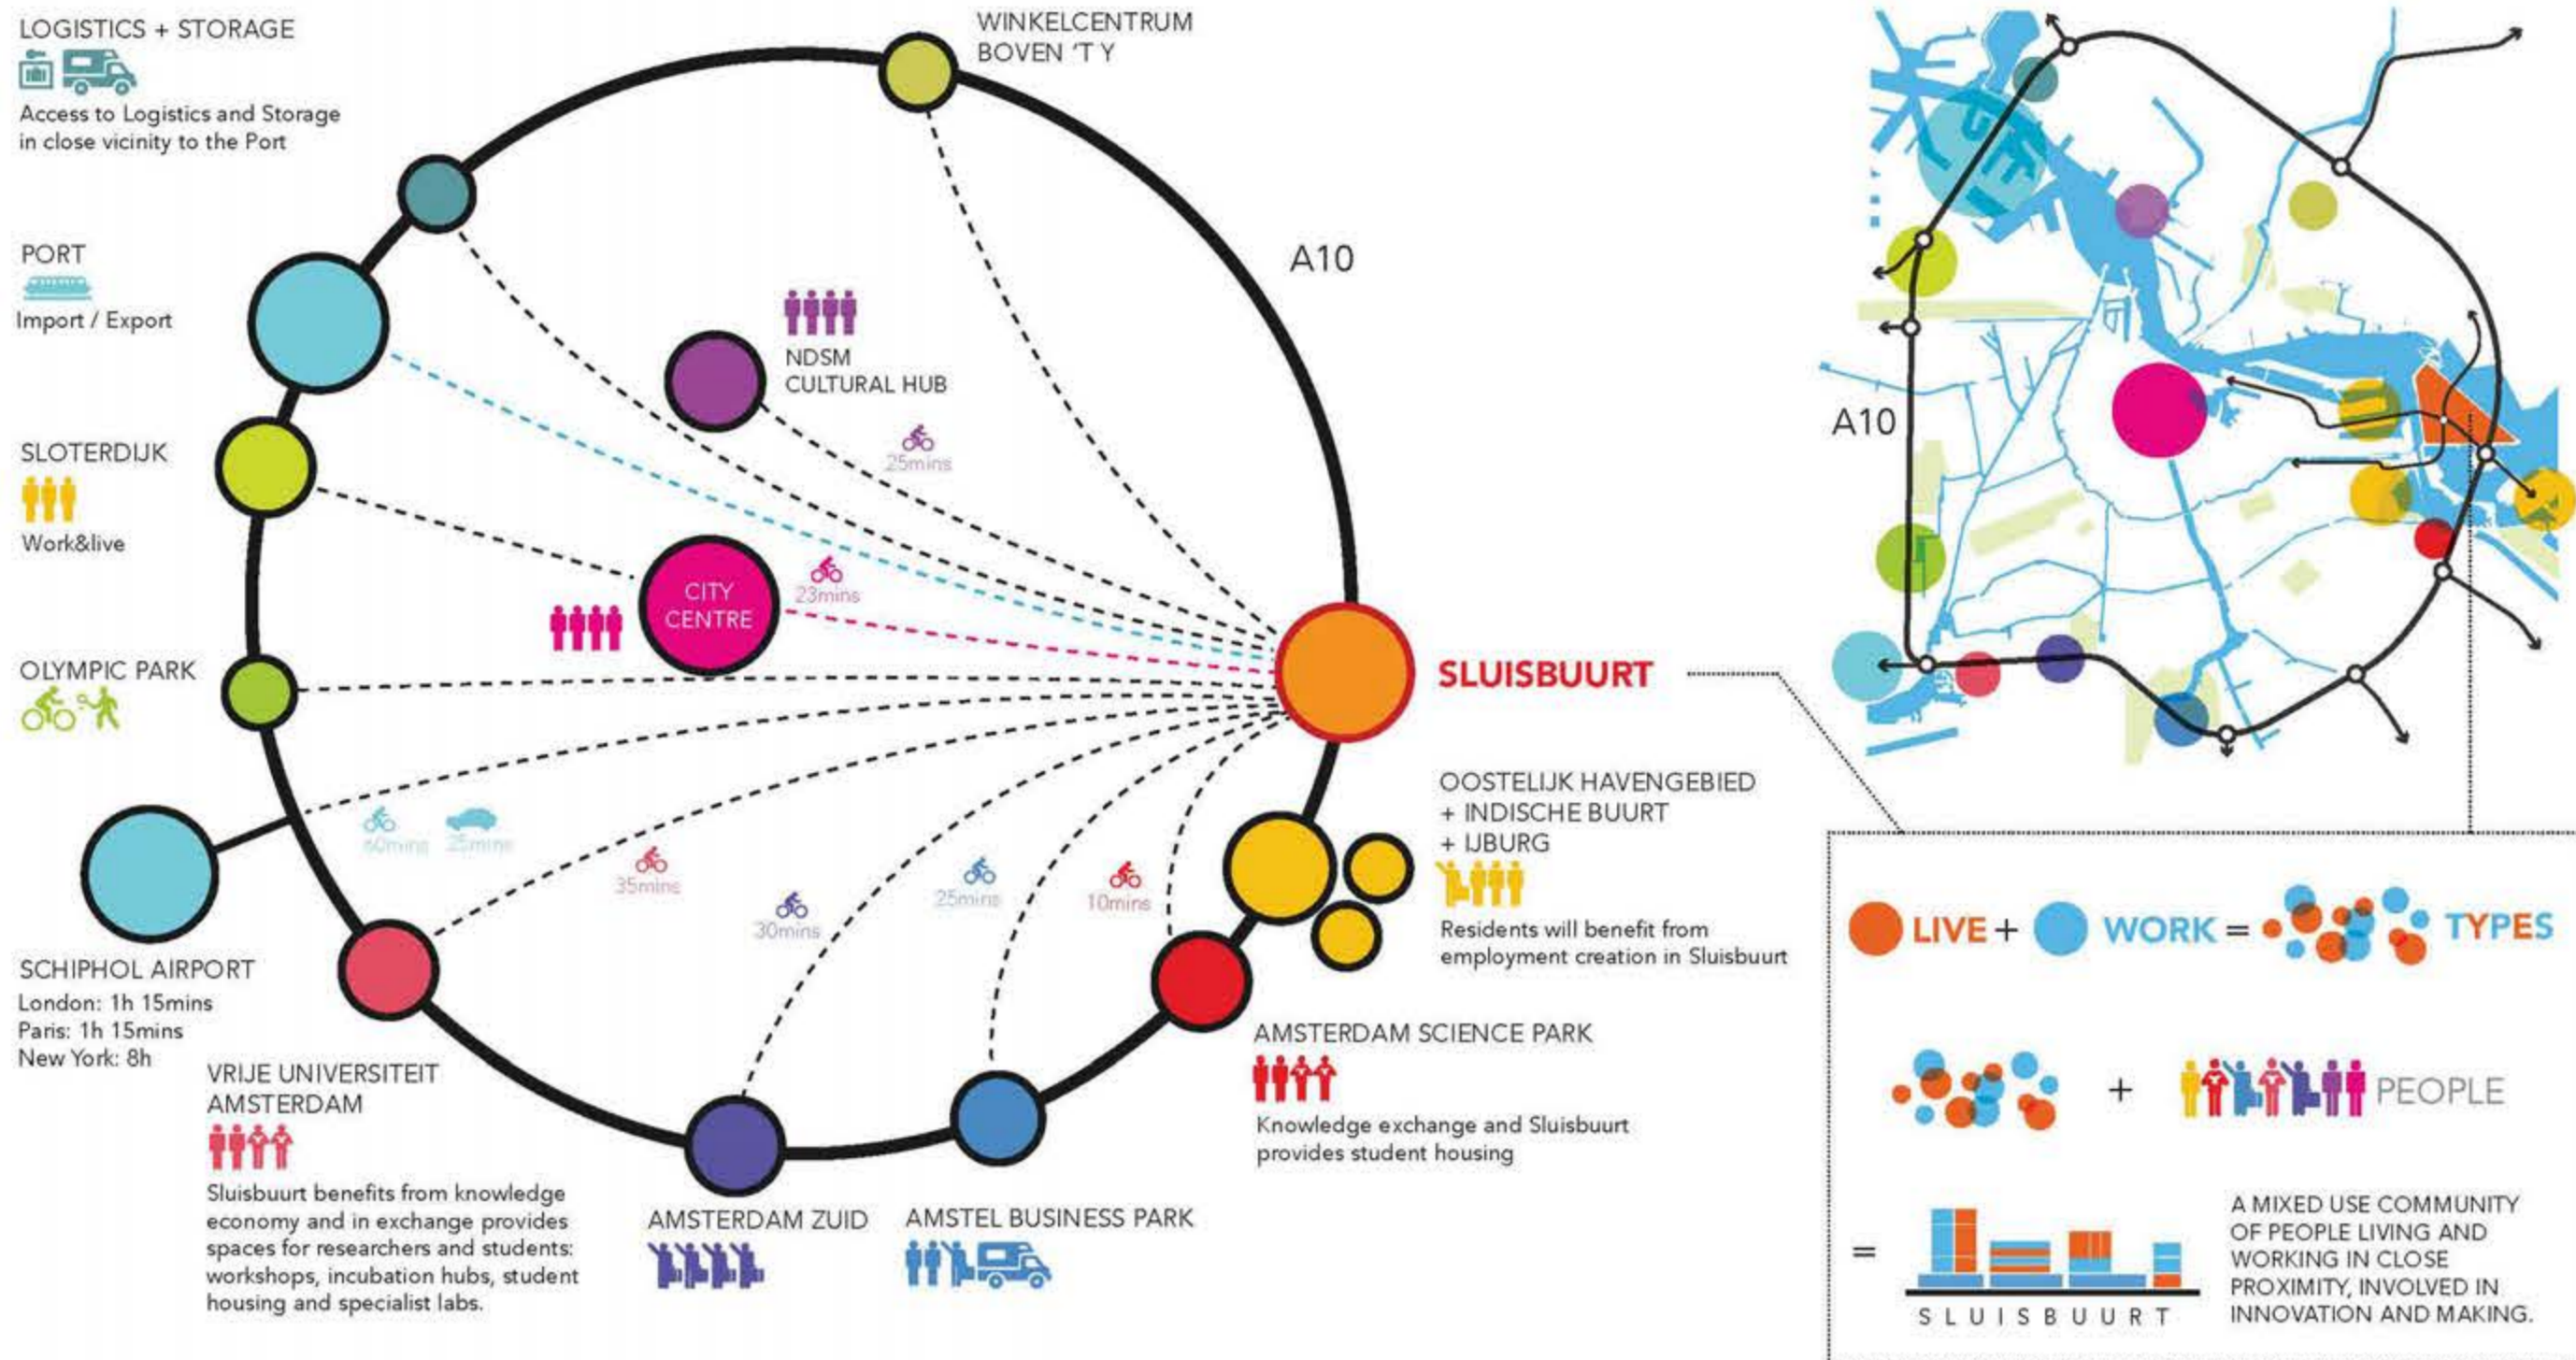 LOGISTICS + STORAGE
Access to Logistics and Storage
in close vicinity to the Port
PORT
Import / Export
SLOTERDIJK
Work&live
OLYMPIC PARK
SCHIPHOL AIRPORT
London: 1h 15mins
Paris: 1h 15mins
New York: 8h
VRIJE UNIVERSITEIT
AMSTERDAM
Sluisbuurt benefits from knowledge
economy and in exchange provides
spaces for researchers and students:
workshops, incubation hubs, student
housing and specialist labs.
AMSTERDAM ZUID
AMSTEL BUSINESS PARK
AMSTERDAM SCIENCE PARK
Knowledge exchange and Sluisbuurt
provides student housing
OOSTELIJK HAVENGEBIED
+ INDISCHE BUURT
+ IJBURG
Residents will benefit from
employment creation in Sluisbuurt
SLUISBUURT
WINKELCENTRUM
BOVEN 'T Y
A10
NDSM
CULTURAL HUB
25mins
CITY
CENTRE
23mins
60mins
25mins
35mins
30mins
25mins
10mins
A10
LIVE + WORK = TYPES
+ PEOPLE
=
SLUISBUURT
A MIXED USE COMMUNITY
OF PEOPLE LIVING AND
WORKING IN CLOSE
PROXIMITY, INVOLVED IN
INNOVATION AND MAKING.